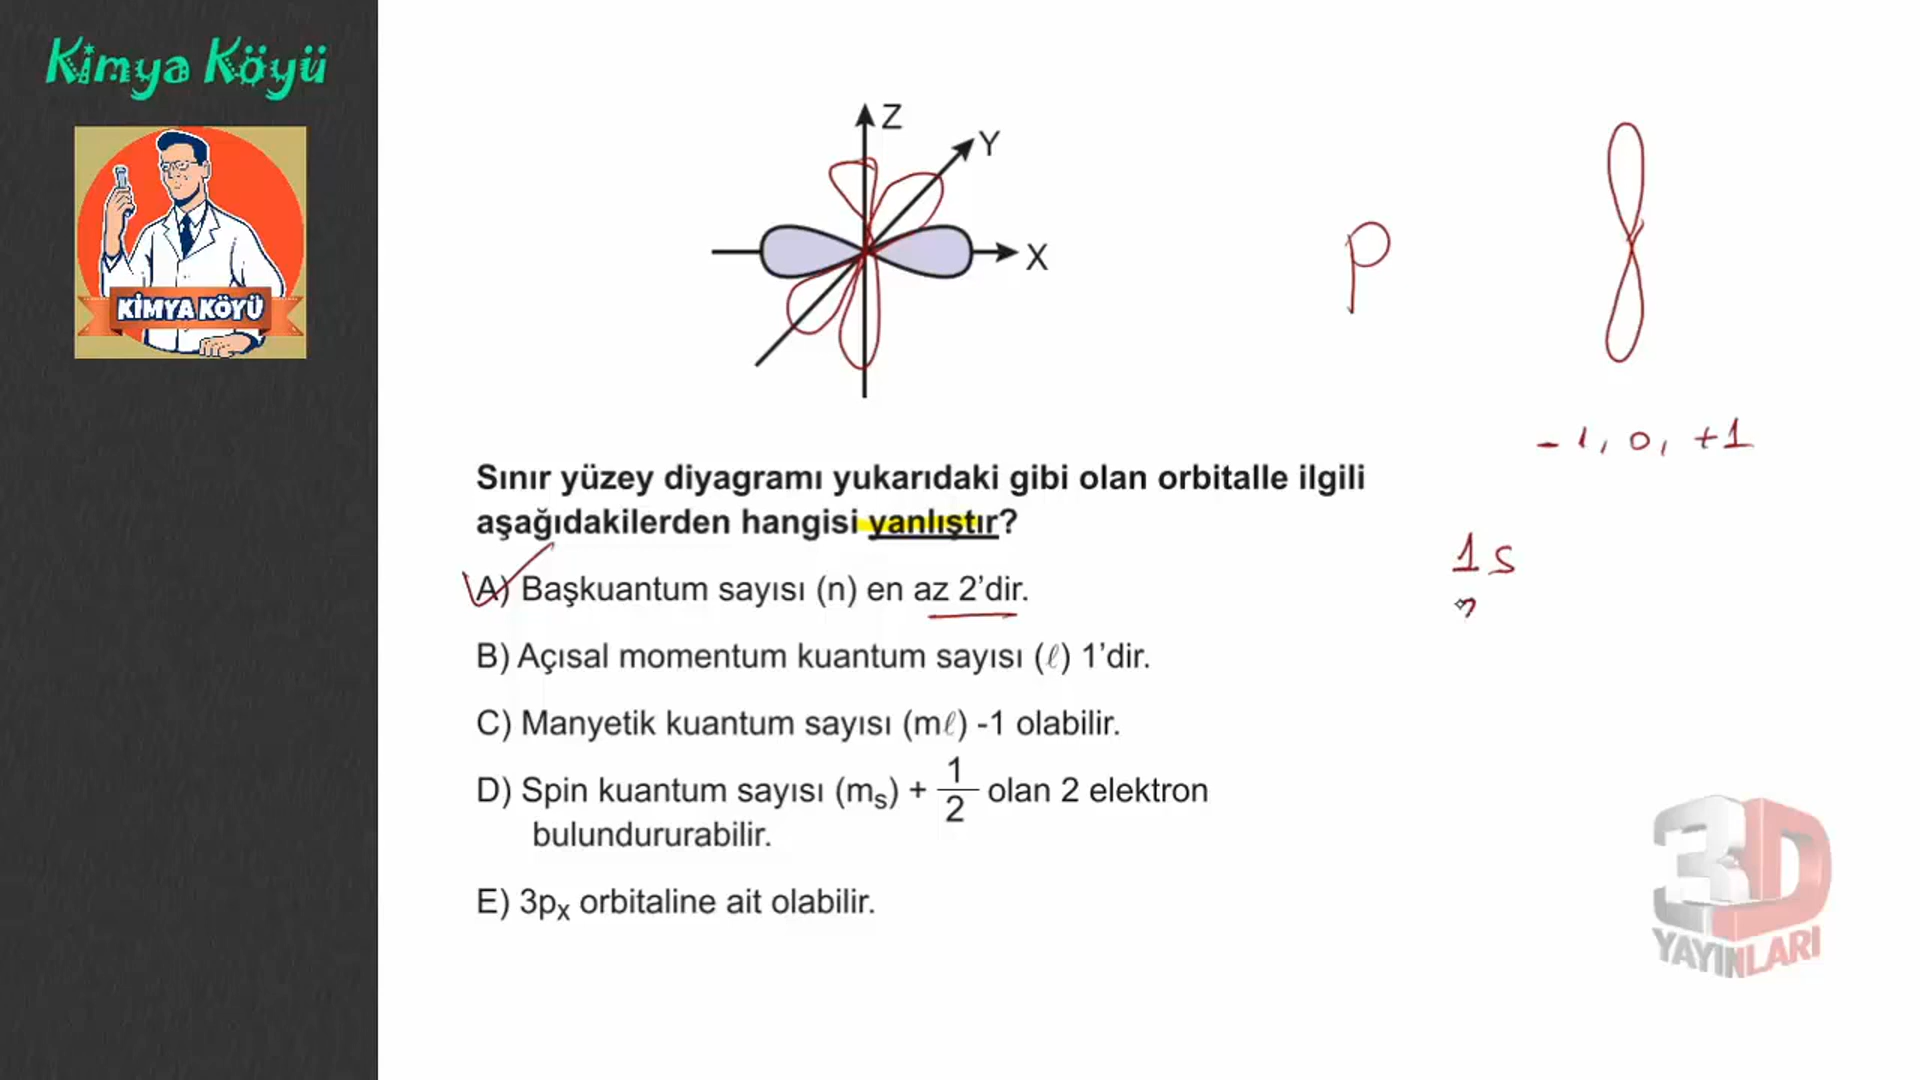 Kimya Köyü
KİMYA KÖYÜ
Z
Y
X
P
-1, 0, +1
Sınır yüzey diyagramı yukarıdaki gibi olan orbitalle ilgili
aşağıdakilerden hangisi yanlıştır?
1s
A) Başkuantum sayısı (n) en az 2'dir.
B) Açısal momentum kuantum sayısı (ℓ) 1'dir.
C) Manyetik kuantum sayısı (mℓ) -1 olabilir.
D) Spin kuantum sayısı (mₛ) + 1/2 olan 2 elektron
bulundururabilir.
E) 3pₓ orbitaline ait olabilir.
3D
YAYINLARI